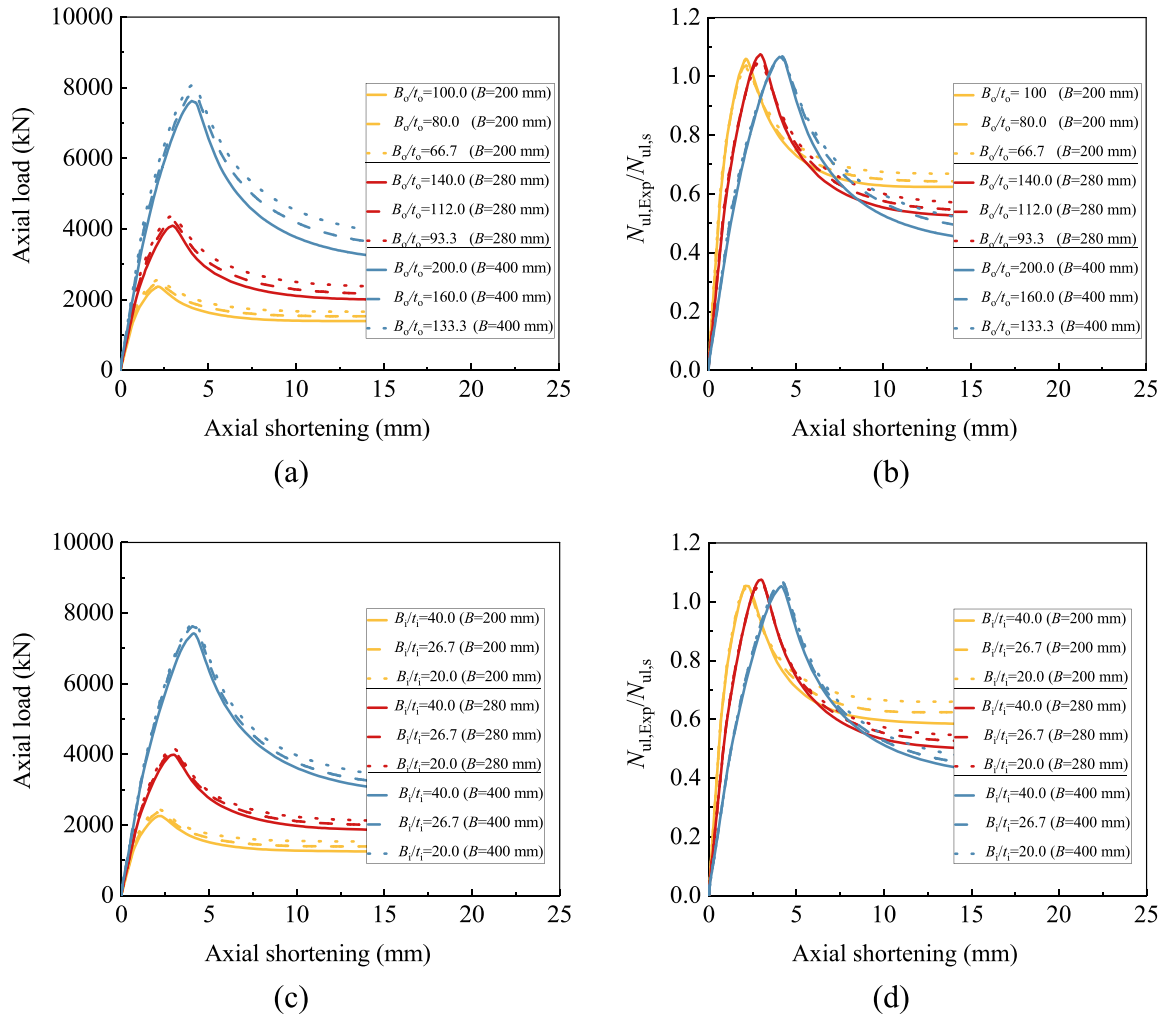 (a)
Axial load (kN)
10000
8000
6000
4000
2000
0
0 5 10 15 20 25
Axial shortening (mm)
Bo/to=100.0 (B=200 mm)
Bo/to=80.0 (B=200 mm)
Bo/to=66.7 (B=200 mm)
Bo/to=140.0 (B=280 mm)
Bo/to=112.0 (B=280 mm)
Bo/to=93.3 (B=280 mm)
Bo/to=200.0 (B=400 mm)
Bo/to=160.0 (B=400 mm)
Bo/to=133.3 (B=400 mm)
(b)
Nul,Exp/Nul,s
1.2
1.0
0.8
0.6
0.4
0.2
0.0
0 5 10 15 20 25
Axial shortening (mm)
Bo/to= 100 (B=200 mm)
Bo/to=80.0 (B=200 mm)
Bo/to=66.7 (B=200 mm)
Bo/to=140.0 (B=280 mm)
Bo/to=112.0 (B=280 mm)
Bo/to=93.3 (B=280 mm)
Bo/to=200.0 (B=400 mm)
Bo/to=160.0 (B=400 mm)
Bo/to=133.3 (B=400 mm)
(c)
Axial load (kN)
10000
8000
6000
4000
2000
0
0 5 10 15 20 25
Axial shortening (mm)
Bi/ti=40.0 (B=200 mm)
Bi/ti=26.7 (B=200 mm)
Bi/ti=20.0 (B=200 mm)
Bi/ti=40.0 (B=280 mm)
Bi/ti=26.7 (B=280 mm)
Bi/ti=20.0 (B=280 mm)
Bi/ti=40.0 (B=400 mm)
Bi/ti=26.7 (B=400 mm)
Bi/ti=20.0 (B=400 mm)
(d)
Nul,Exp/Nul,s
1.2
1.0
0.8
0.6
0.4
0.2
0.0
0 5 10 15 20 25
Axial shortening (mm)
Bi/ti=40.0 (B=200 mm)
Bi/ti=26.7 (B=200 mm)
Bi/ti=20.0 (B=200 mm)
Bi/ti=40.0 (B=280 mm)
Bi/ti=26.7 (B=280 mm)
Bi/ti=20.0 (B=280 mm)
Bi/ti=40.0 (B=400 mm)
Bi/ti=26.7 (B=400 mm)
Bi/ti=20.0 (B=400 mm)